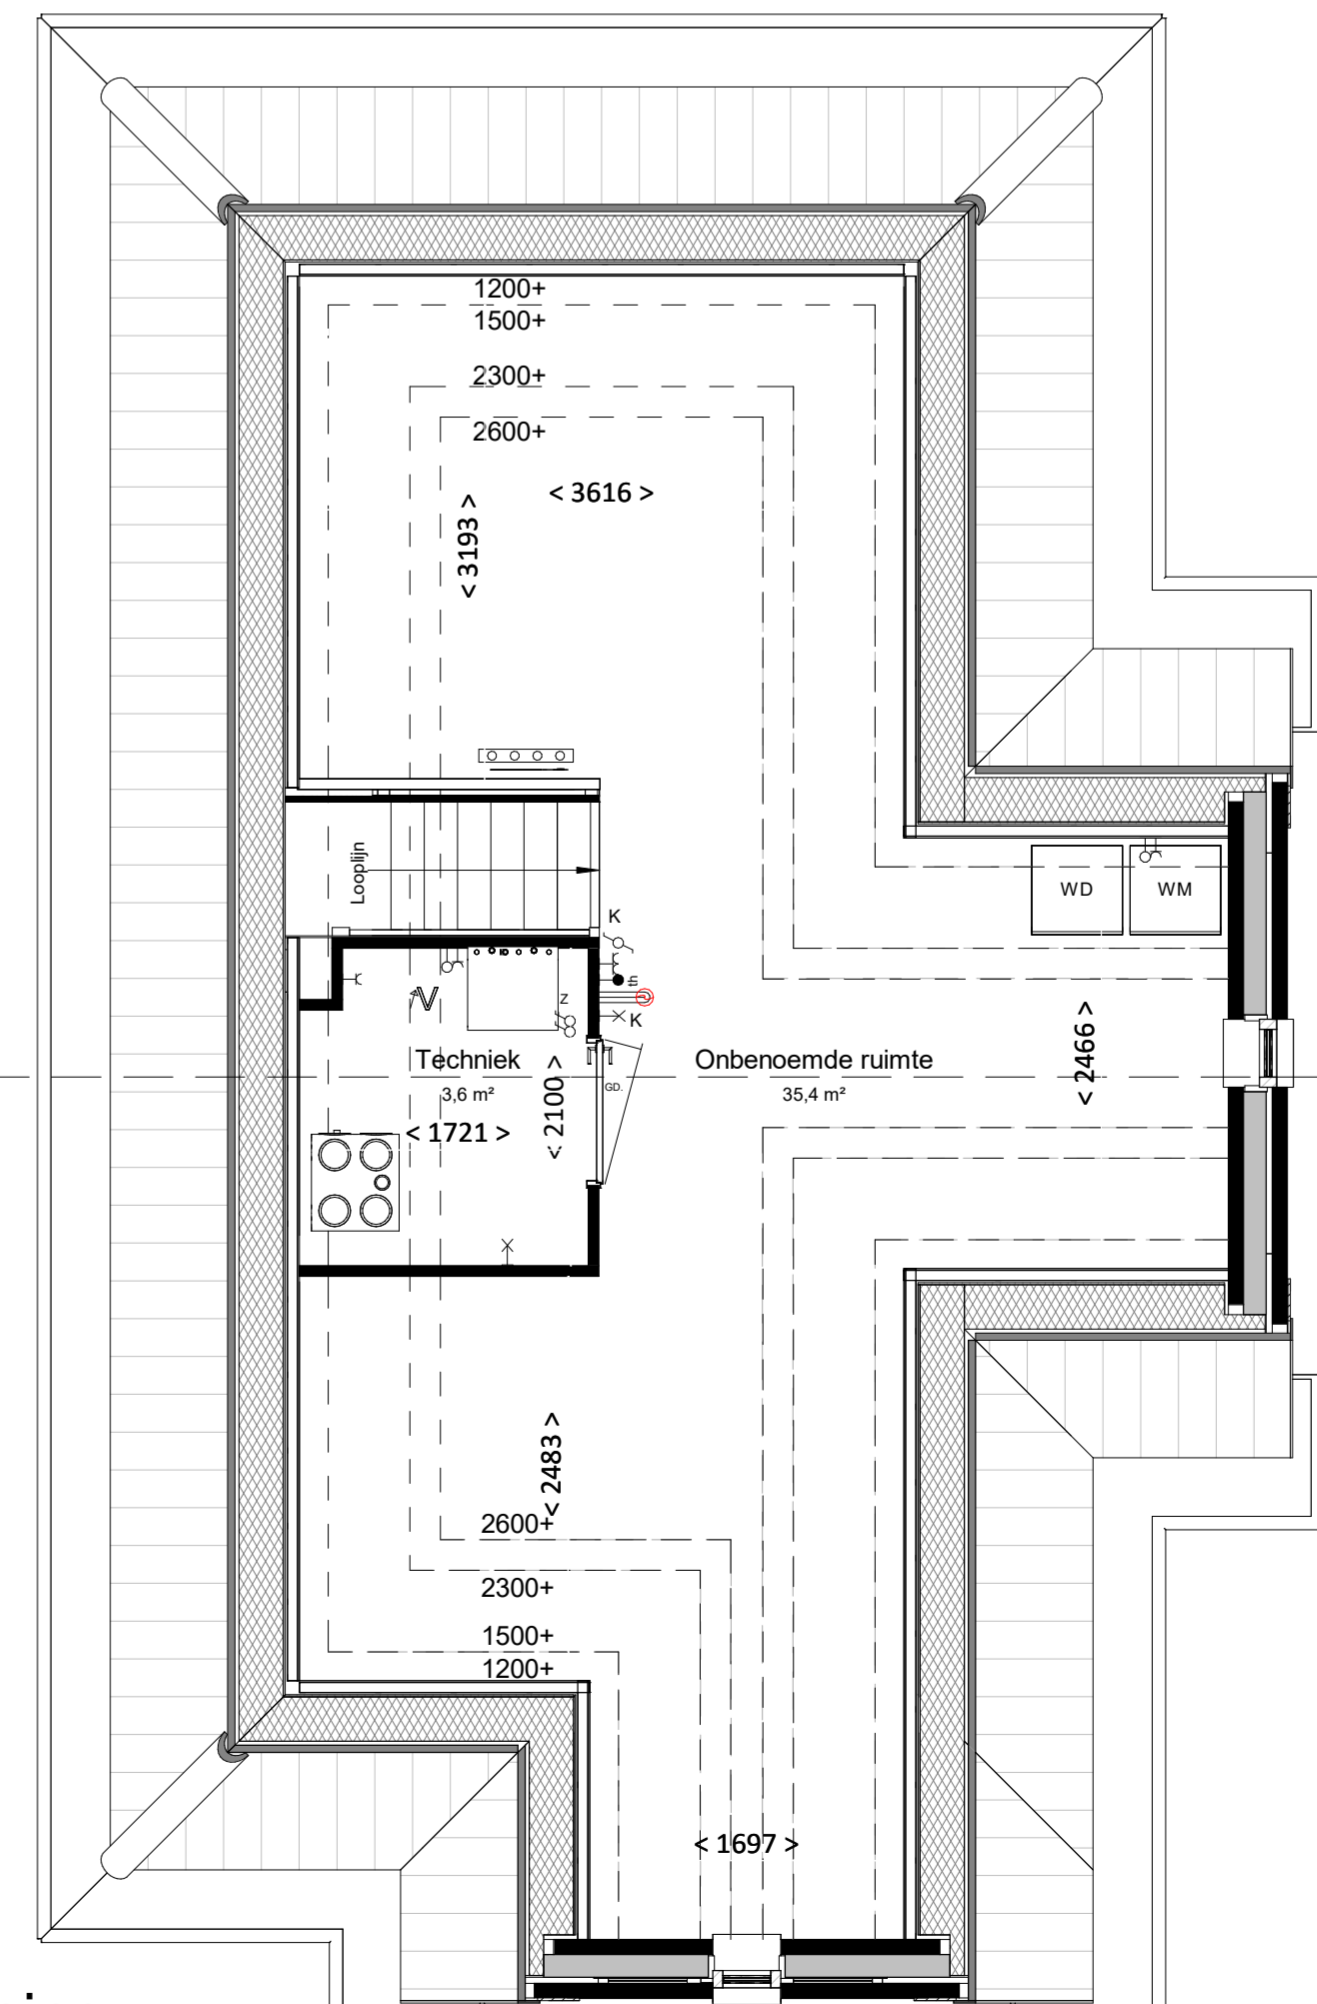 1200+
1500+
2300+
2600+
< 3616 >
< 3193 >
Looplijn
WD
WM
K
th
Z
K
V
Techniek
3,6 m²
< 1721 >
< 2100 >
GD.
Onbenoemde ruimte
35,4 m²
< 2466 >
< 2483 >
2600+
2300+
1500+
1200+
< 1697 >